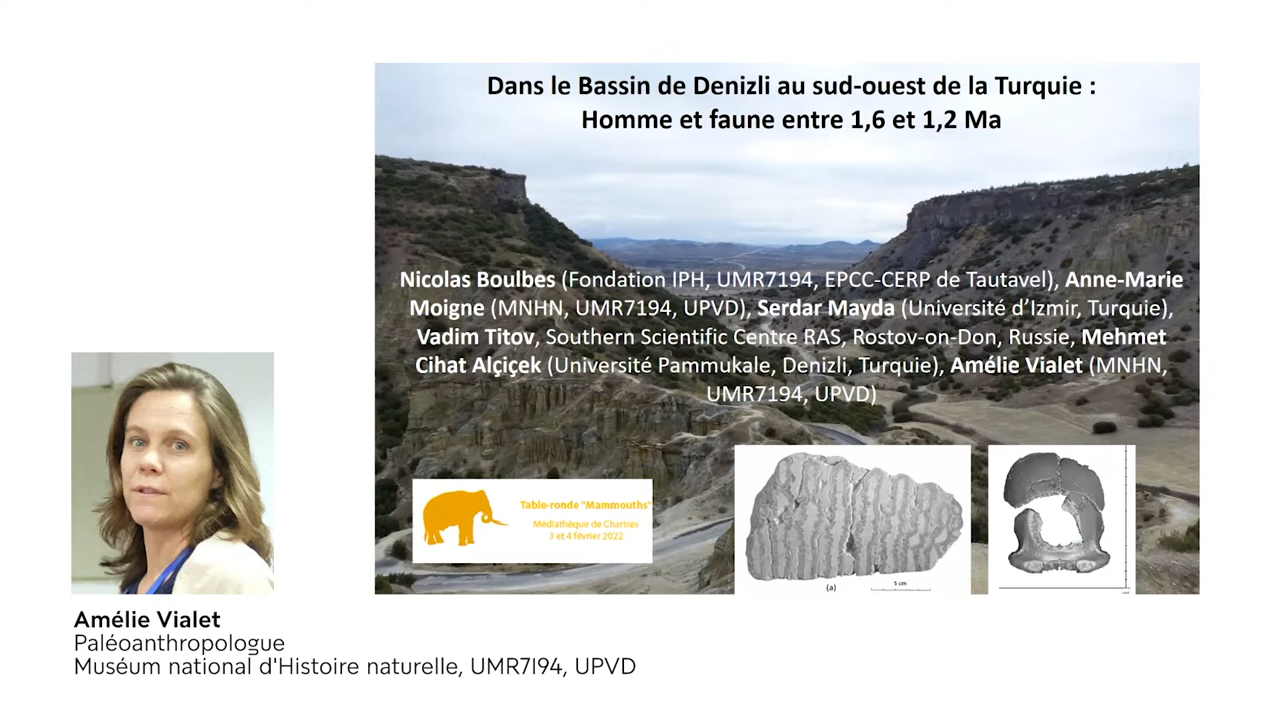 Dans le Bassin de Denizli au sud-ouest de la Turquie :
Homme et faune entre 1,6 et 1,2 Ma
Nicolas Boulbes (Fondation IPH, UMR7194, EPCC-CERP de Tautavel), Anne-Marie
Moigne (MNHN, UMR7194, UPVD), Serdar Mayda (Université d'Izmir, Turquie),
Vadim Titov, Southern Scientific Centre RAS, Rostov-on-Don, Russie, Mehmet
Cihat Alçiçek (Université Pammukale, Denizli, Turquie), Amélie Vialet (MNHN,
UMR7194, UPVD)
Table-ronde "Mammouths"
Médiathèque de Chartres
3 et 4 février 2022
(a)
5 cm
Amélie Vialet
Paléoanthropologue
Muséum national d'Histoire naturelle, UMR7194, UPVD